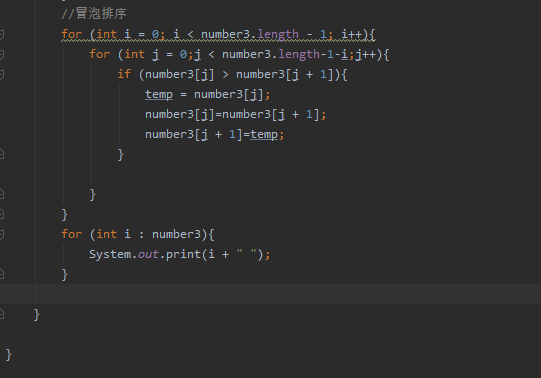 //冒泡排序
for (int i = 0; i < number3.length - 1; i++){
for (int j = 0;j < number3.length-1-i;j++){
if (number3[j] > number3[j + 1]){
temp = number3[j];
number3[j]=number3[j + 1];
number3[j + 1]=temp;
}
}
}
for (int i : number3){
System.out.print(i + " ");
}
}
}